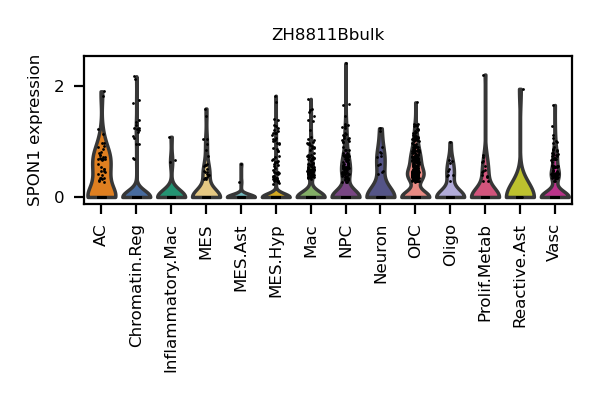 ZH8811Bbulk
SPON1 expression
2
0
AC
Chromatin.Reg
Inflammatory.Mac
MES
MES.Ast
MES.Hyp
Mac
NPC
Neuron
OPC
Oligo
Prolif.Metab
Reactive.Ast
Vasc